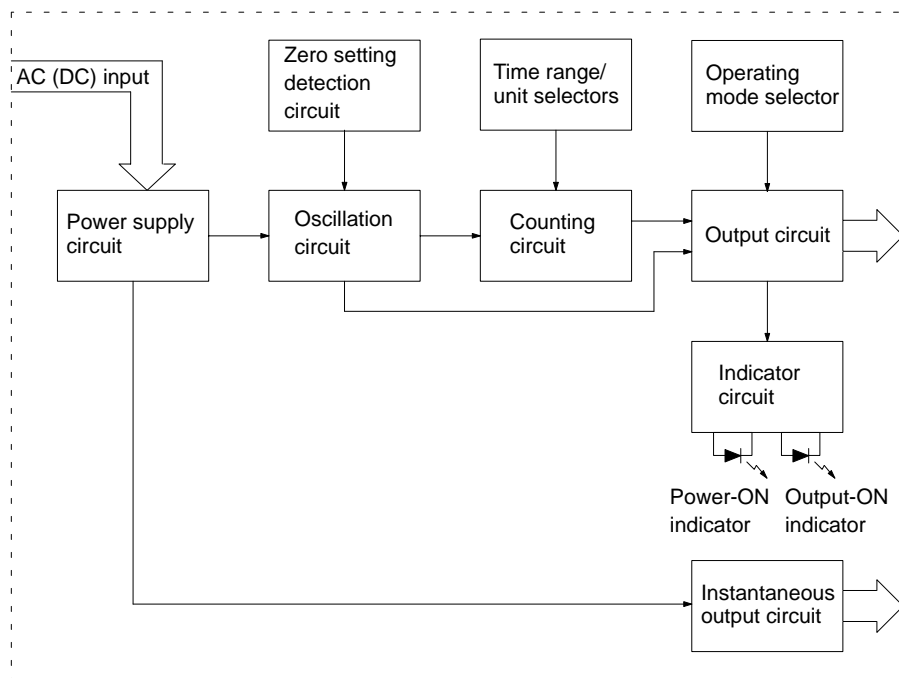 AC (DC) input
Zero setting
detection
circuit
Time range/
unit selectors
Operating
mode selector
Power supply
circuit
Oscillation
circuit
Counting
circuit
Output circuit
Indicator
circuit
Power-ON
indicator
Output-ON
indicator
Instantaneous
output circuit